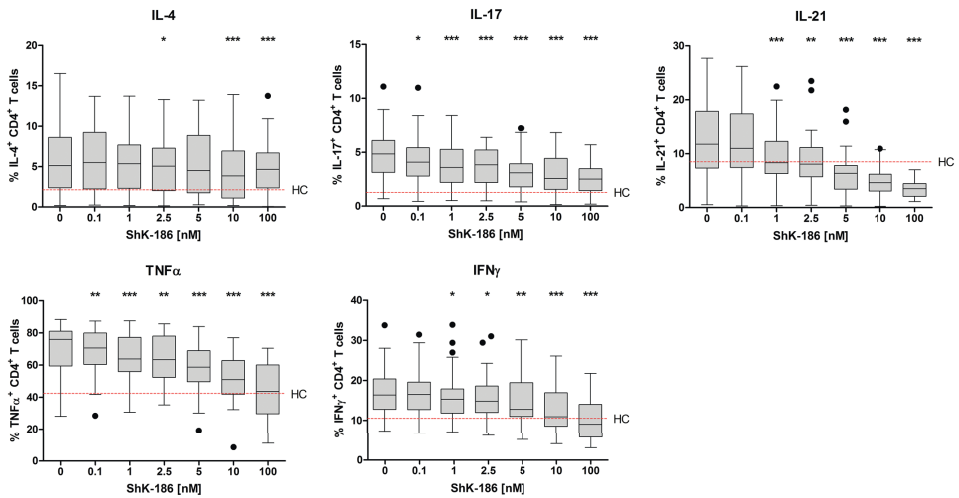 IL-4
* *** ***
% IL-4⁺ CD4⁺ T cells
20
15
10
5
0
HC
0 0.1 1 2.5 5 10 100
ShK-186 [nM]
IL-17
* *** *** *** *** ***
% IL-17⁺ CD4⁺ T cells
15
10
5
0
HC
0 0.1 1 2.5 5 10 100
ShK-186 [nM]
IL-21
*** ** *** *** ***
% IL-21⁺ CD4⁺ T cells
30
20
10
0
HC
0 0.1 1 2.5 5 10 100
ShK-186 [nM]
TNFα
** *** ** *** *** ***
% TNFα⁺ CD4⁺ T cells
100
80
60
40
20
0
HC
0 0.1 1 2.5 5 10 100
ShK-186 [nM]
IFNγ
* * ** *** ***
% IFNγ⁺ CD4⁺ T cells
40
30
20
10
0
HC
0 0.1 1 2.5 5 10 100
ShK-186 [nM]